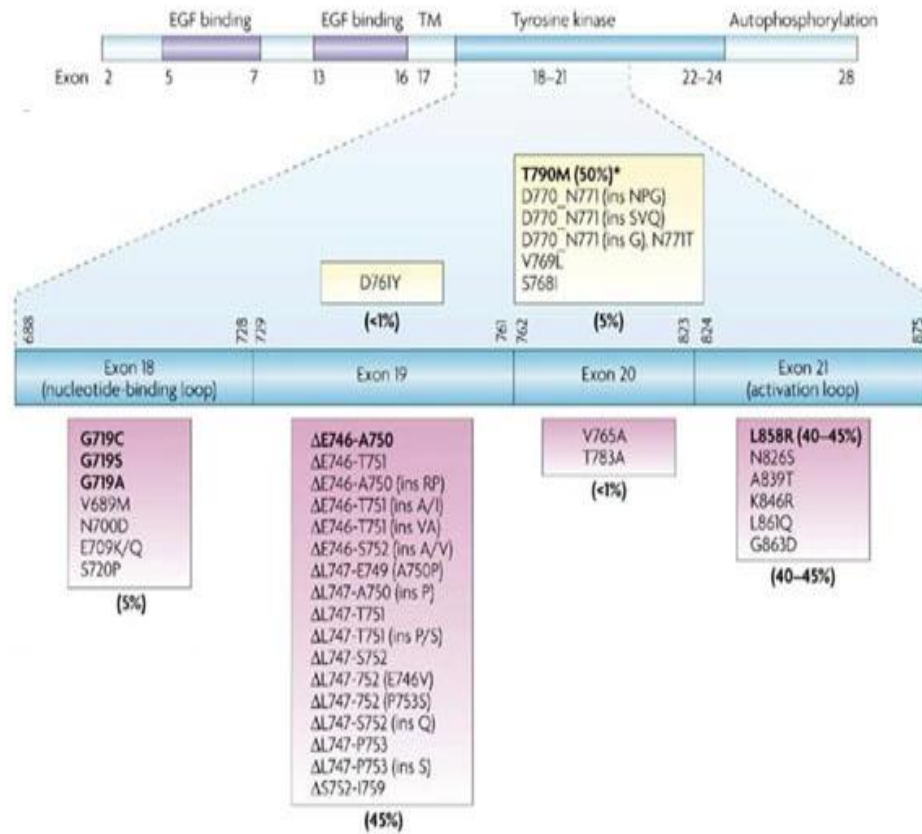 EGF binding EGF binding TM Tyrosine kinase Autophosphorylation
Exon 2 5 7 13 16 17 18–21 22–24 28
T790M (50%)*
D770_N771 (ins NPG)
D770_N771 (ins SVQ)
D770_N771 (ins G), N771T
V769L
S768I
(5%)
D761Y
(<1%)
688 728 729 761 762 823 824 875
Exon 18
(nucleotide-binding loop)
Exon 19
Exon 20
Exon 21
(activation loop)
G719C
G719S
G719A
V689M
N700D
E709K/Q
S720P
(5%)
ΔE746-A750
ΔE746-T751
ΔE746-A750 (ins RP)
ΔE746-T751 (ins A/I)
ΔE746-T751 (ins VA)
ΔE746-S752 (ins A/V)
ΔL747-E749 (A750P)
ΔL747-A750 (ins P)
ΔL747-T751
ΔL747-T751 (ins P/S)
ΔL747-S752
ΔL747-752 (E746V)
ΔL747-752 (P753S)
ΔL747-S752 (ins Q)
ΔL747-P753
ΔL747-P753 (ins S)
ΔS752-I759
(45%)
V765A
T783A
(<1%)
L858R (40–45%)
N826S
A839T
K846R
L861Q
G863D
(40–45%)